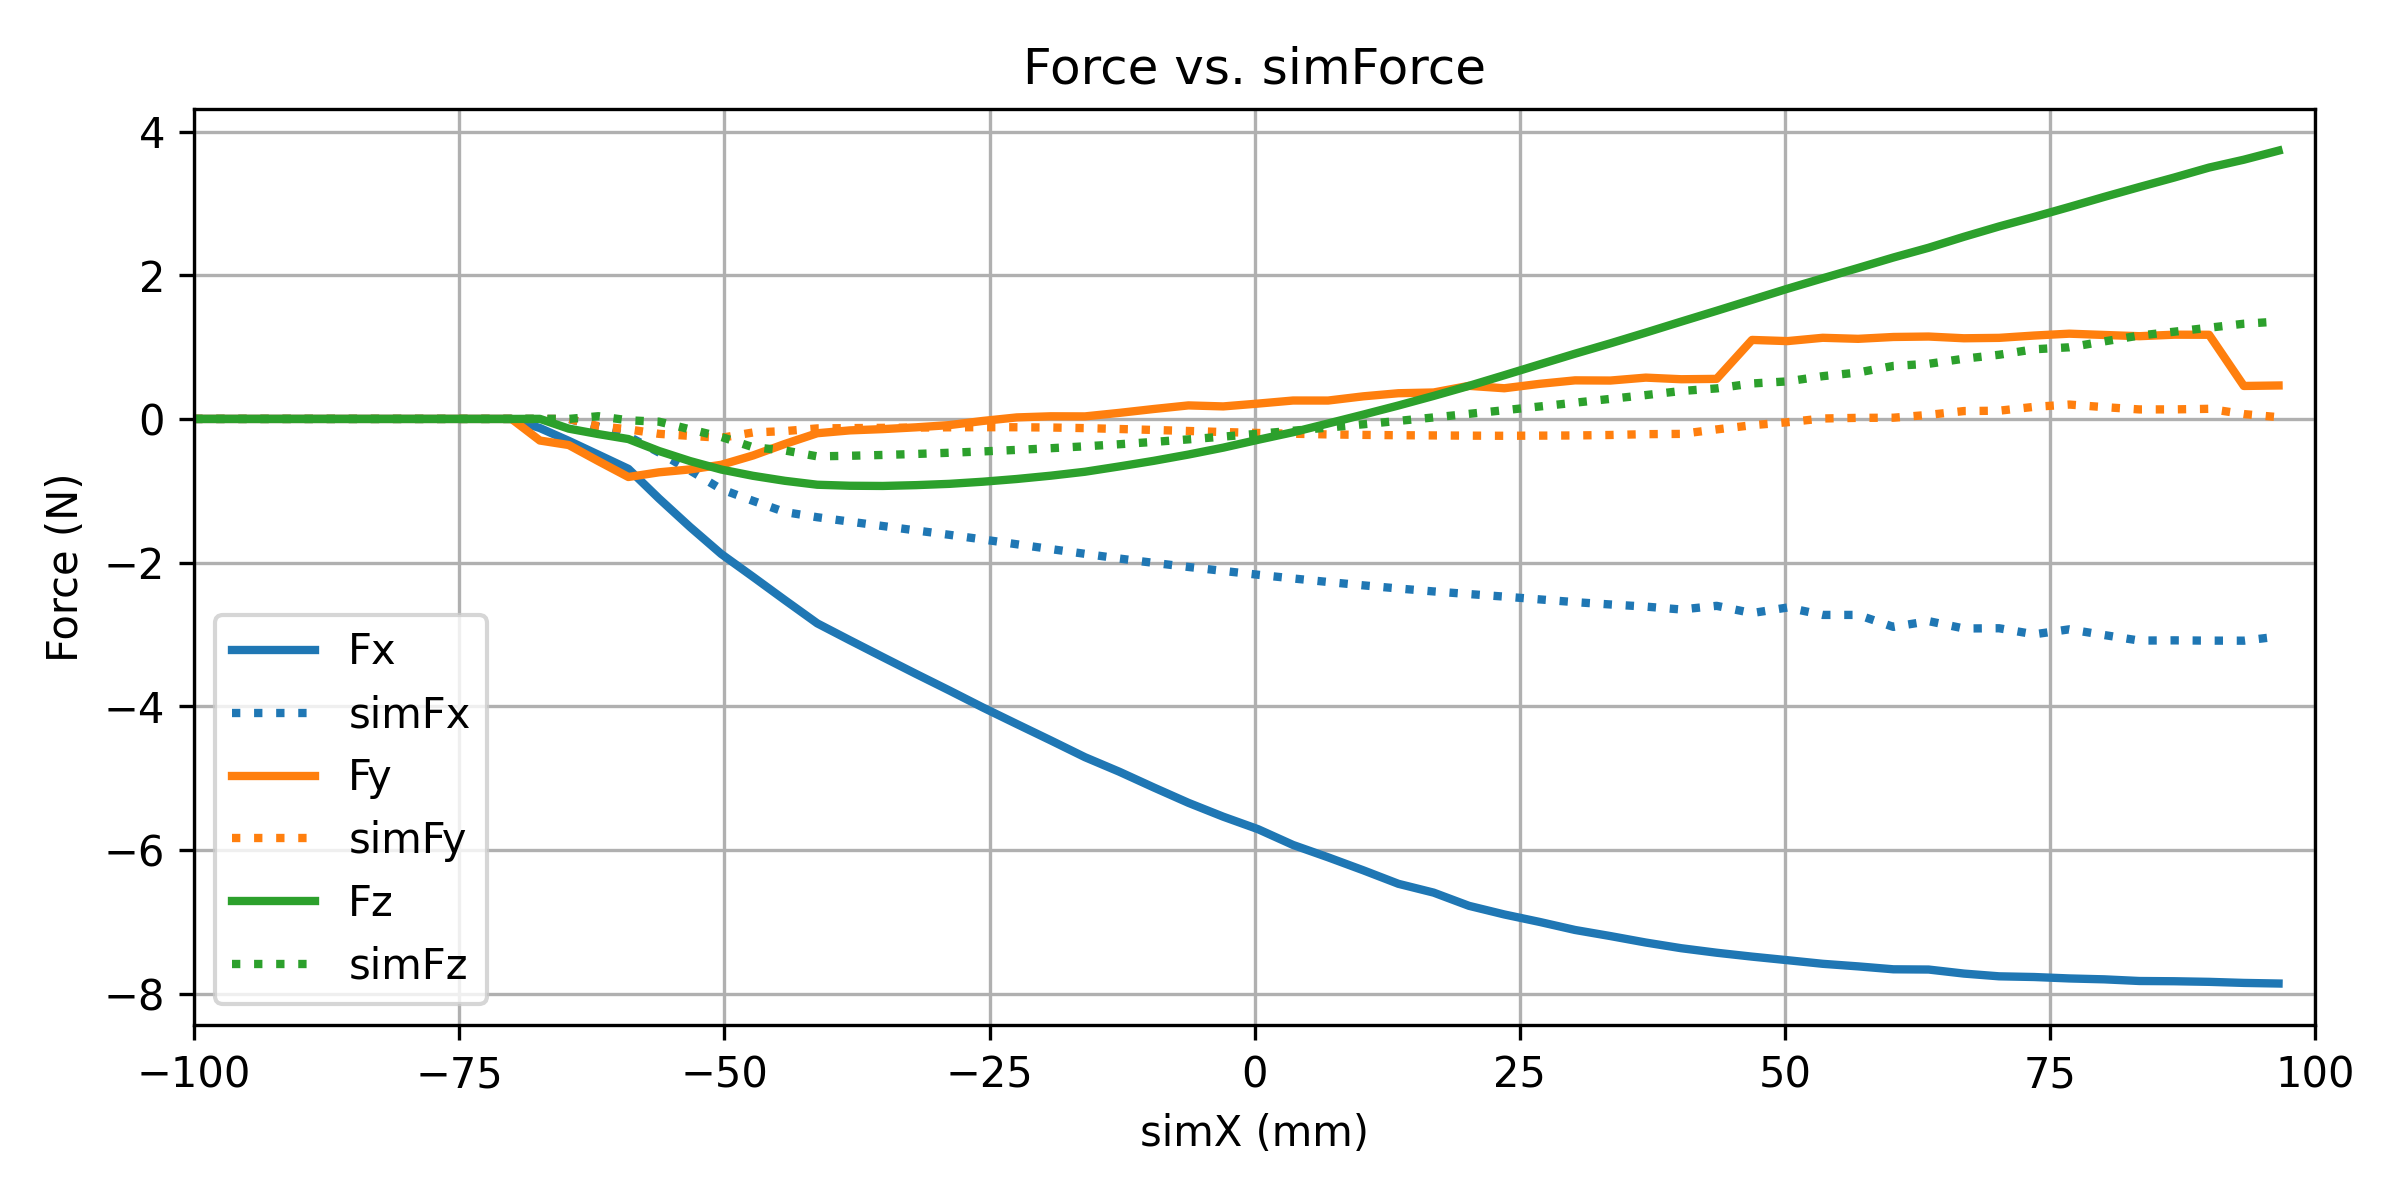 Force vs. simForce
4
2
0
−2
−4
−6
−8
Force (N)
Fx
simFx
Fy
simFy
Fz
simFz
−100 −75 −50 −25 0 25 50 75 100
simX (mm)